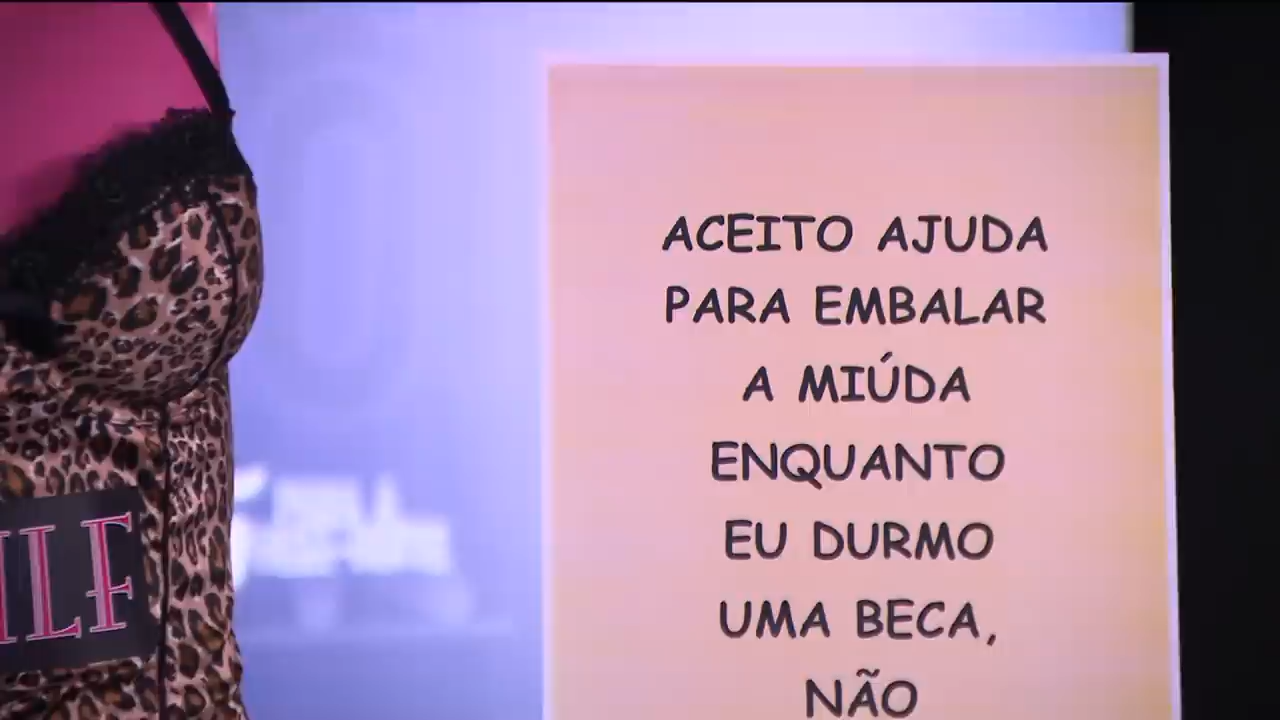 ACEITO AJUDA
PARA EMBALAR
A MIÚDA
ENQUANTO
EU DURMO
UMA BECA,
NÃO